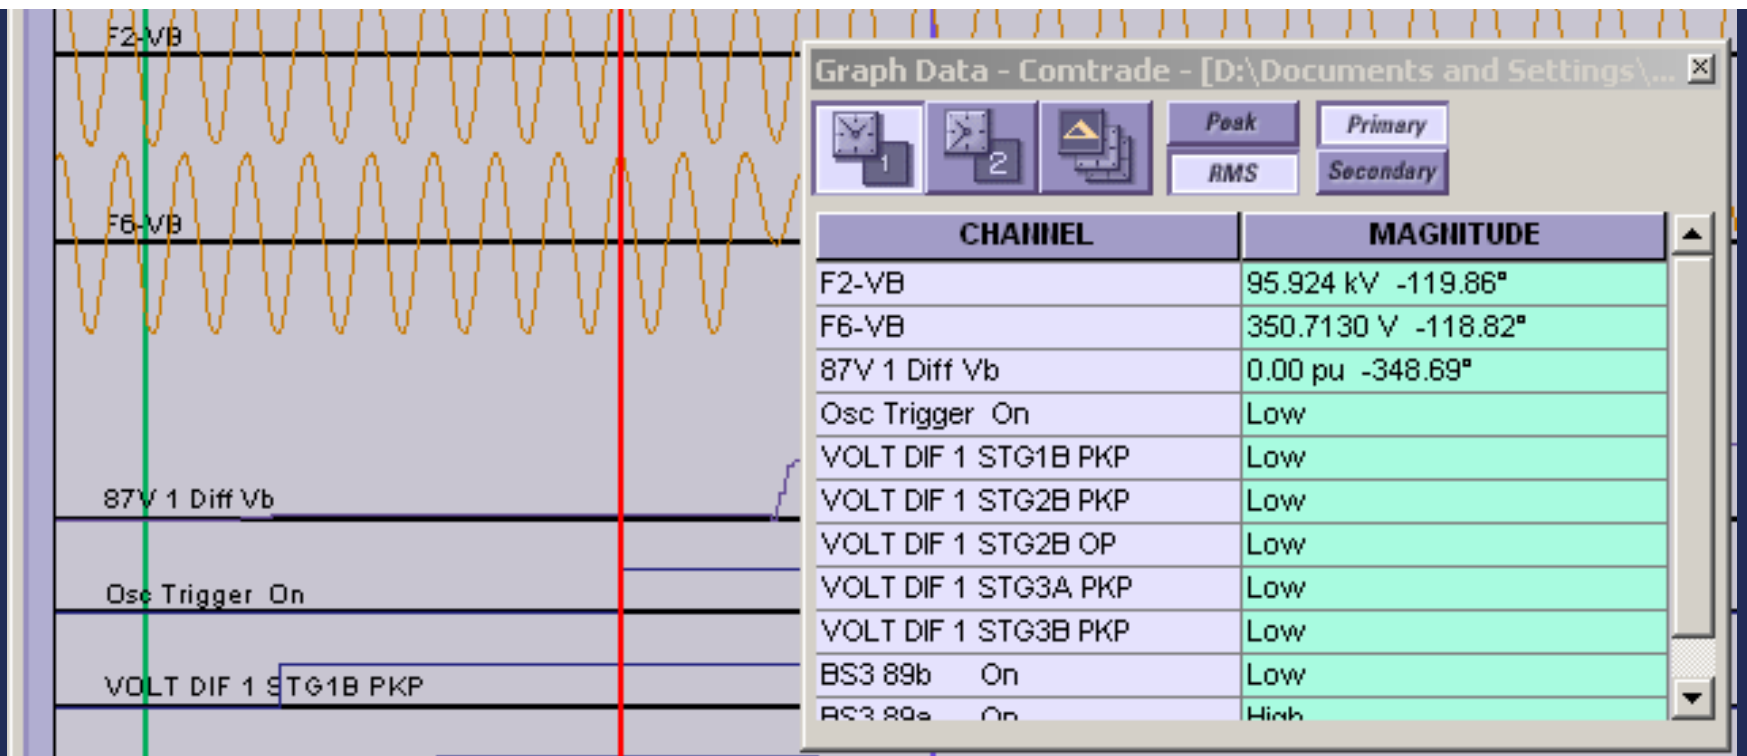 F2-VB
F6-VB
87V 1 Diff Vb
Osc Trigger On
VOLT DIF 1 STG1B PKP
Graph Data - Comtrade - [D:\Documents and Settings\...
1
2
Peak
RMS
Primary
Secondary
CHANNEL MAGNITUDE
F2-VB 95.924 kV -119.86°
F6-VB 350.7130 V -118.82°
87V 1 Diff Vb 0.00 pu -348.69°
Osc Trigger On Low
VOLT DIF 1 STG1B PKP Low
VOLT DIF 1 STG2B PKP Low
VOLT DIF 1 STG2B OP Low
VOLT DIF 1 STG3A PKP Low
VOLT DIF 1 STG3B PKP Low
BS3 89b On Low
BS3 89a On High